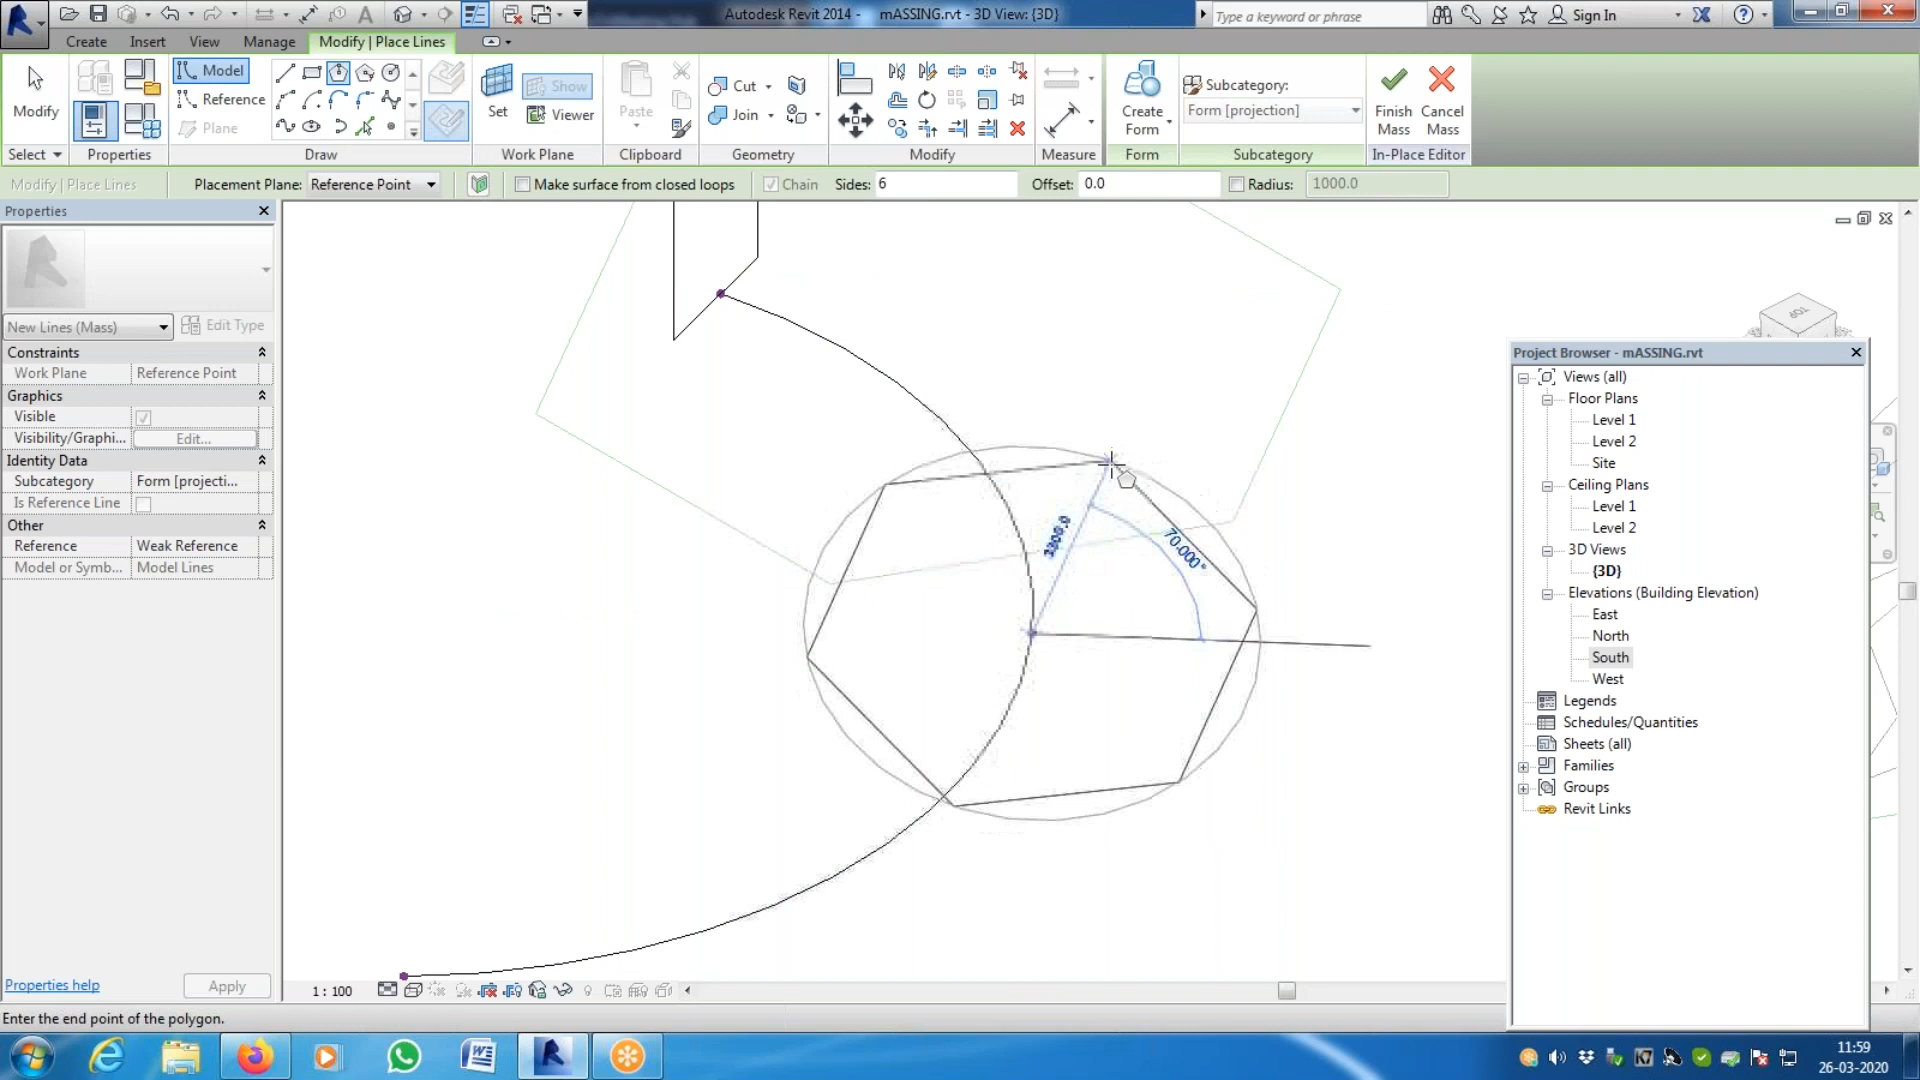 Autodesk Revit 2014 - mASSING.rvt - 3D View: {3D}
Type a keyword or phrase
Sign In
Create Insert View Manage Modify | Place Lines
Modify
Model
Reference
Plane
Set
Show
Viewer
Paste
Cut
Join
Create
Form
Subcategory:
Form [projection]
Finish
Mass
Cancel
Mass
Select Properties Draw Work Plane Clipboard Geometry Modify Measure Form Subcategory In-Place Editor
Modify | Place Lines Placement Plane: Reference Point Make surface from closed loops Chain Sides: 6 Offset: 0.0 Radius: 1000.0
Properties
New Lines (Mass) Edit Type
Constraints
Work Plane Reference Point
Graphics
Visible
Visibility/Graphi... Edit...
Identity Data
Subcategory Form [projecti...
Is Reference Line
Other
Reference Weak Reference
Model or Symb... Model Lines
Properties help Apply
70.000°
TOP
Project Browser - mASSING.rvt
Views (all)
Floor Plans
Level 1
Level 2
Site
Ceiling Plans
Level 1
Level 2
3D Views
{3D}
Elevations (Building Elevation)
East
North
South
West
Legends
Schedules/Quantities
Sheets (all)
Families
Groups
Revit Links
1 : 100
Enter the end point of the polygon.
11:59
26-03-2020